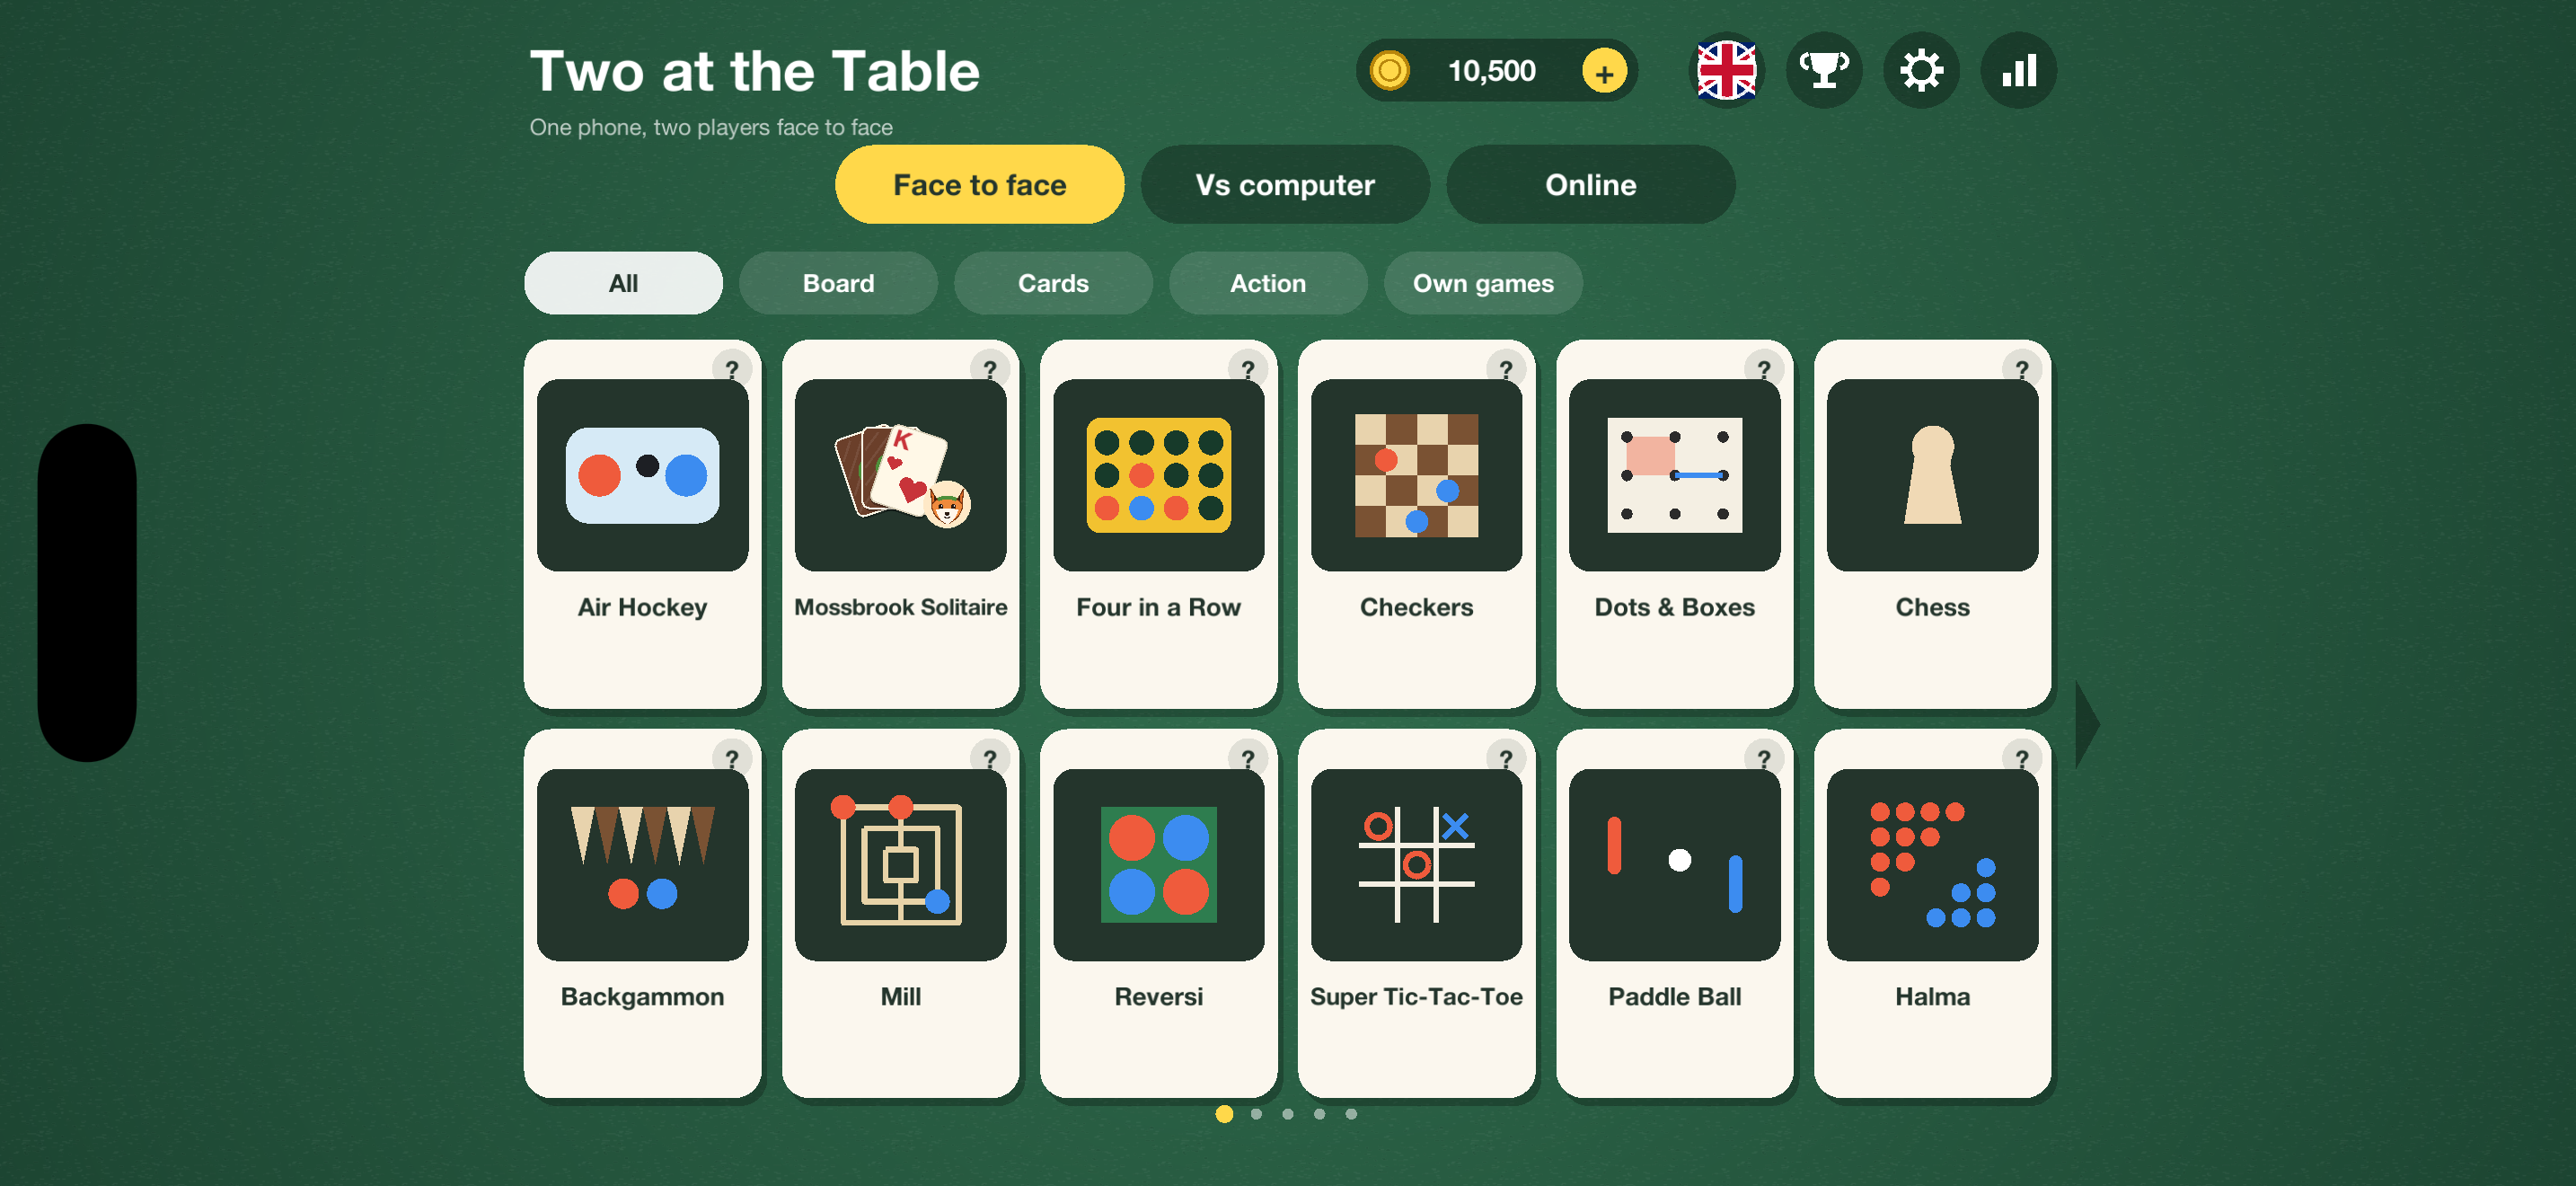 Two at the Table
10,500
+
One phone, two players face to face
Face to face
Vs computer
Online
All
Board
Cards
Action
Own games
? ? ? ? ? ?
K
Air Hockey
Mossbrook Solitaire
Four in a Row
Checkers
Dots & Boxes
Chess
? ? ? ? ? ?
Backgammon
Mill
Reversi
Super Tic-Tac-Toe
Paddle Ball
Halma